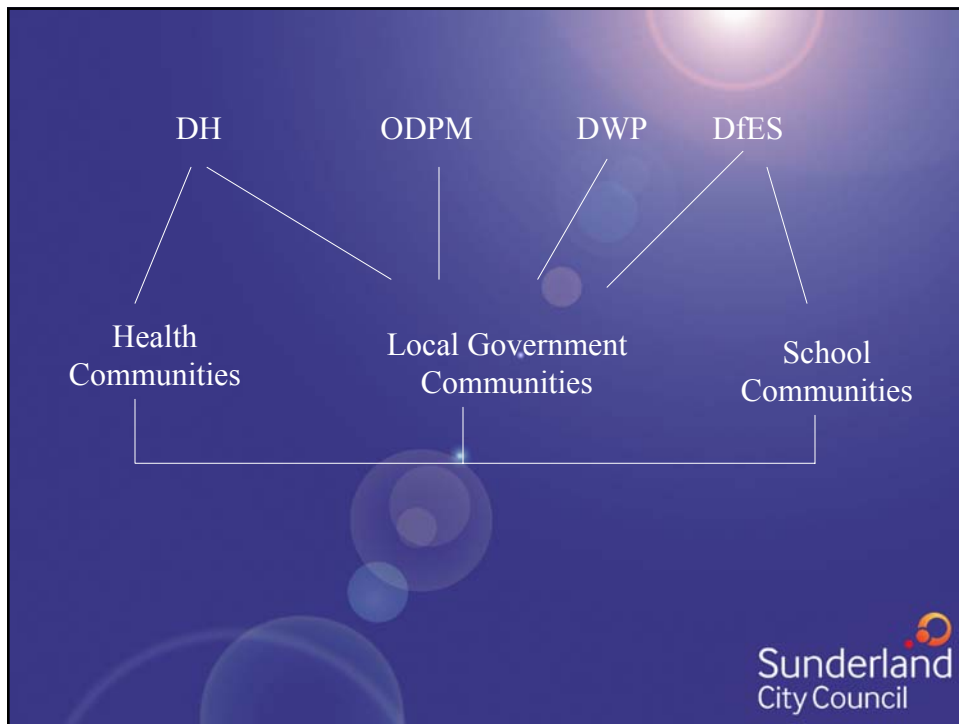 DH
ODPM
DWP
DfES
Health
Communities
Local Government
Communities
School
Communities
Sunderland
City Council